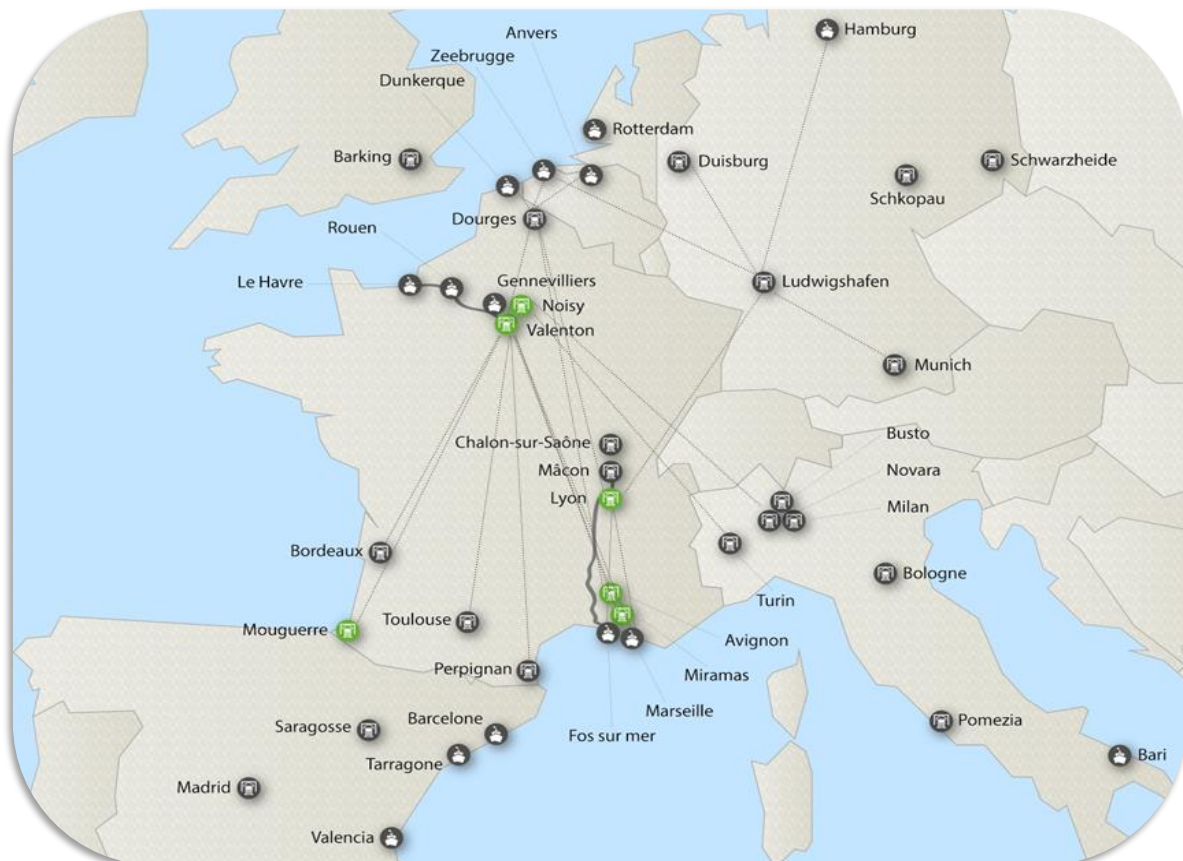 Hamburg
Anvers
Zeebrugge
Dunkerque
Rotterdam
Barking
Duisburg
Schwarzheide
Schkopau
Dourges
Rouen
Le Havre
Gennevilliers
Ludwigshafen
Noisy
Valenton
Munich
Busto
Chalon-sur-Saône
Mâcon
Novara
Lyon
Milan
Bordeaux
Bologne
Turin
Toulouse
Mouguerre
Avignon
Perpignan
Miramas
Marseille
Barcelone
Saragosse
Fos sur mer
Pomezia
Tarragone
Bari
Madrid
Valencia